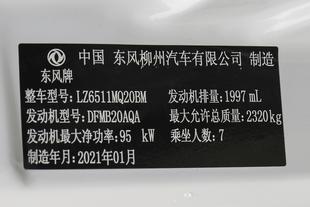 中国 东风柳州汽车有限公司 制造
东风牌
整车型号:LZ6511MQ20BM 发动机排量:1997 mL
发动机型号:DFMB20AQA 最大允许总质量:2320kg
发动机最大净功率:95 kW 乘坐人数:7
制造年月:2021年01月